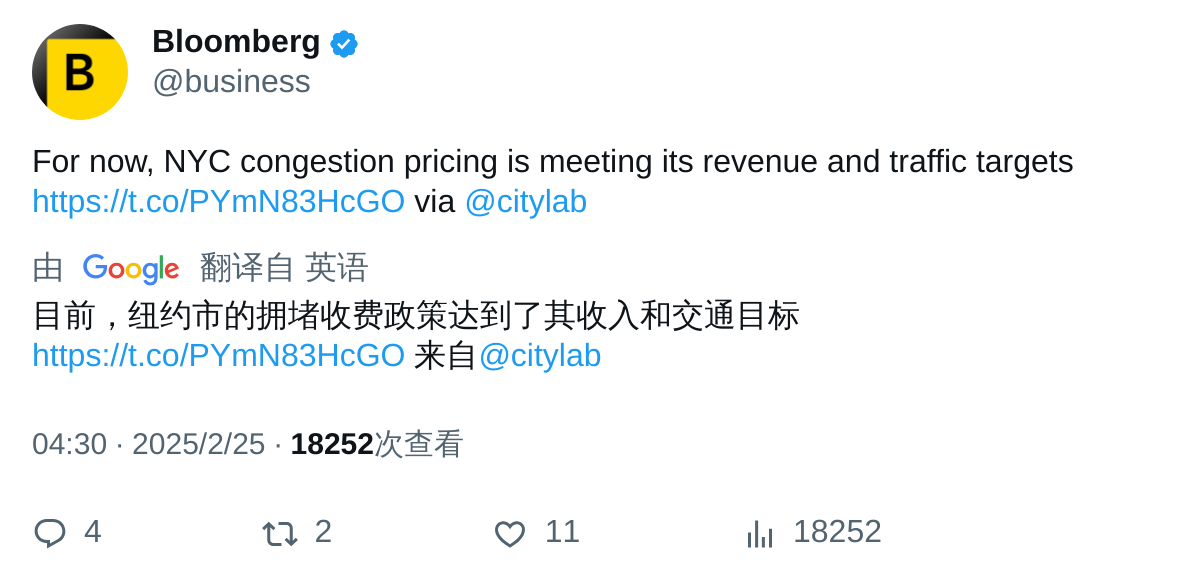 B
Bloomberg
@business
For now, NYC congestion pricing is meeting its revenue and traffic targets
https://t.co/PYmN83HcGO via @citylab
由 Google 翻译自 英语
目前，纽约市的拥堵收费政策达到了其收入和交通目标
https://t.co/PYmN83HcGO 来自@citylab
04:30 · 2025/2/25 · 18252次查看
4 2 11 18252